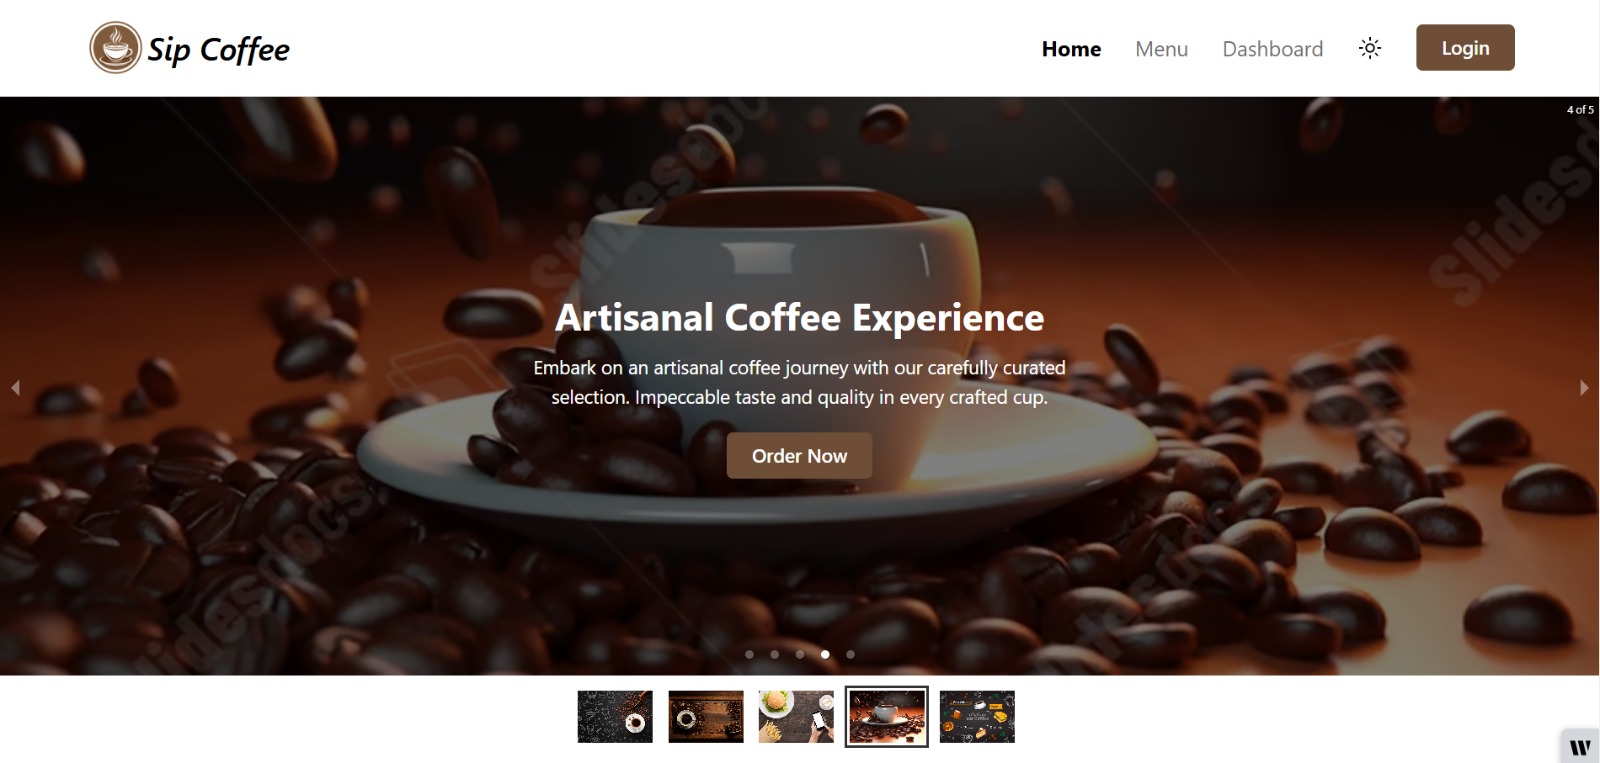 Sip Coffee
Home Menu Dashboard Login
4 of 5
Artisanal Coffee Experience
Embark on an artisanal coffee journey with our carefully curated
selection. Impeccable taste and quality in every crafted cup.
Order Now
Slidesdocs
W